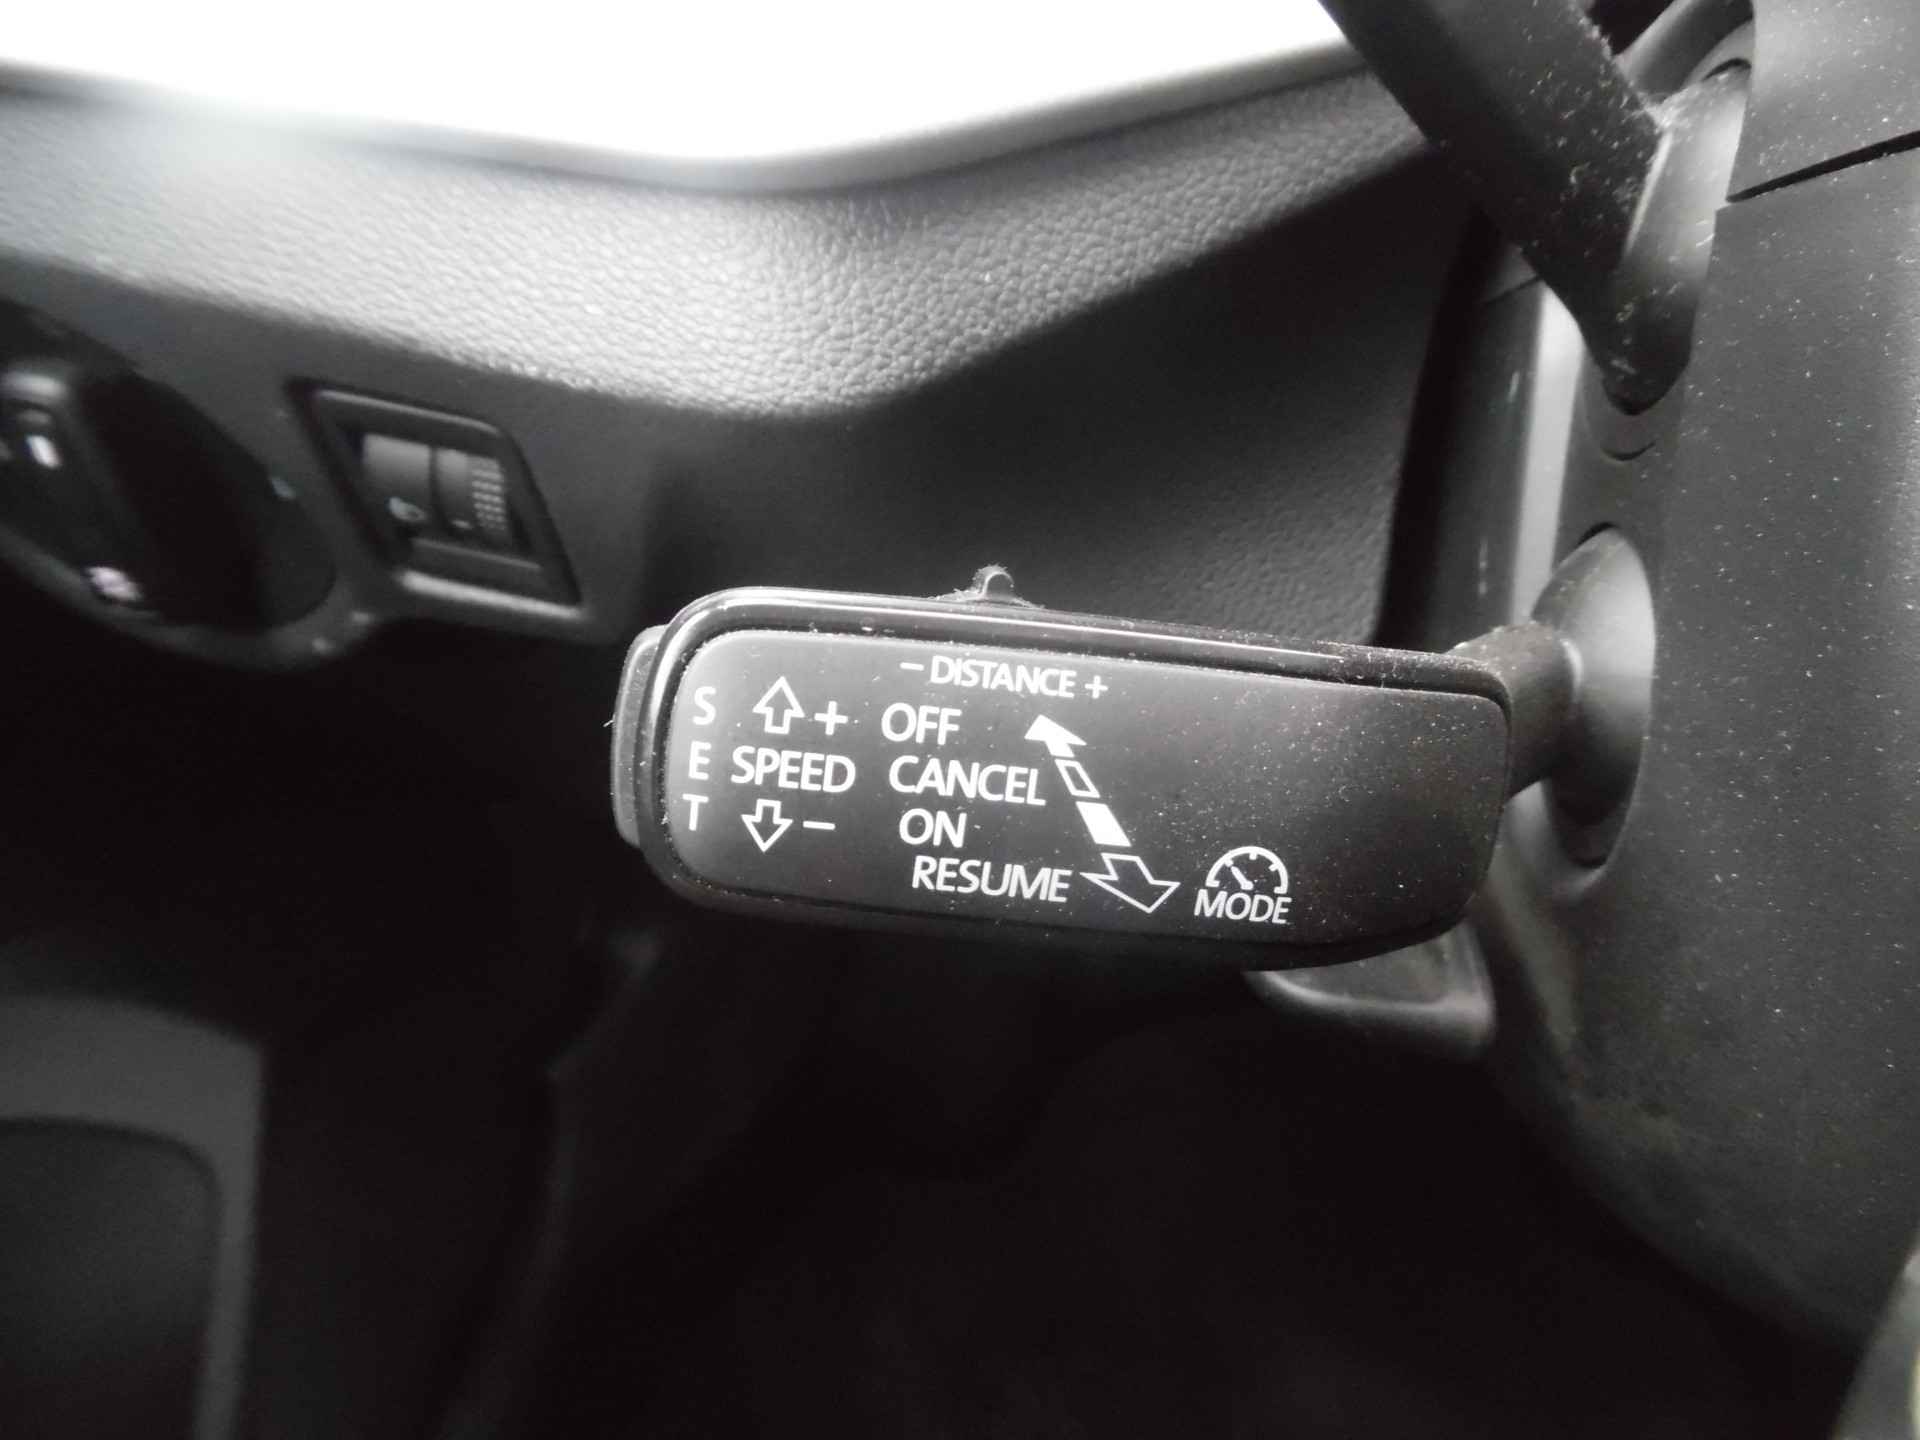 − DISTANCE +
S + OFF
E SPEED CANCEL
T − ON
RESUME
MODE